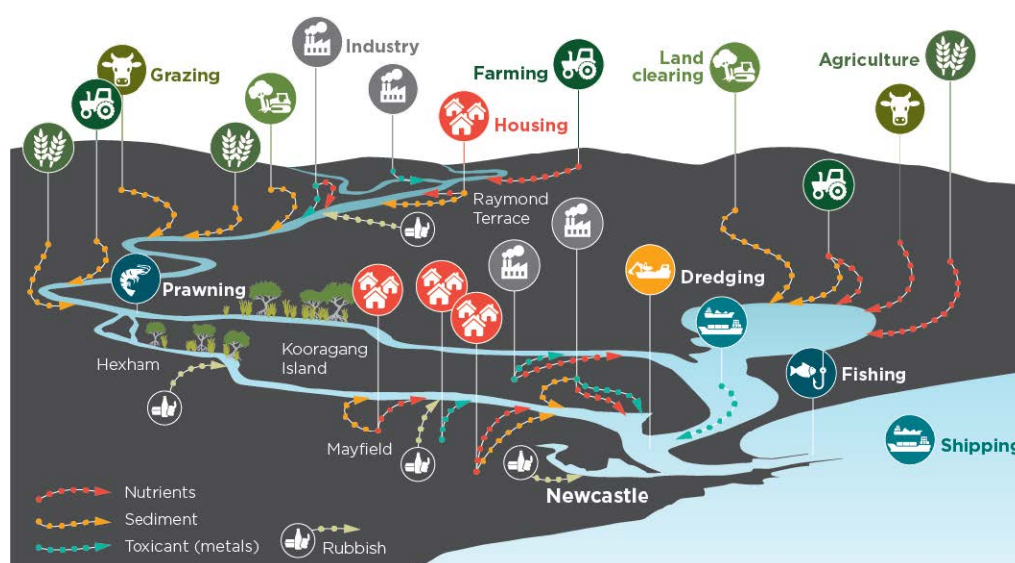 Industry
Grazing
Farming
Land
clearing
Agriculture
Housing
Raymond
Terrace
Prawning
Dredging
Kooragang
Island
Hexham
Fishing
Mayfield
Shipping
Newcastle
Nutrients
Sediment
Toxicant (metals)
Rubbish